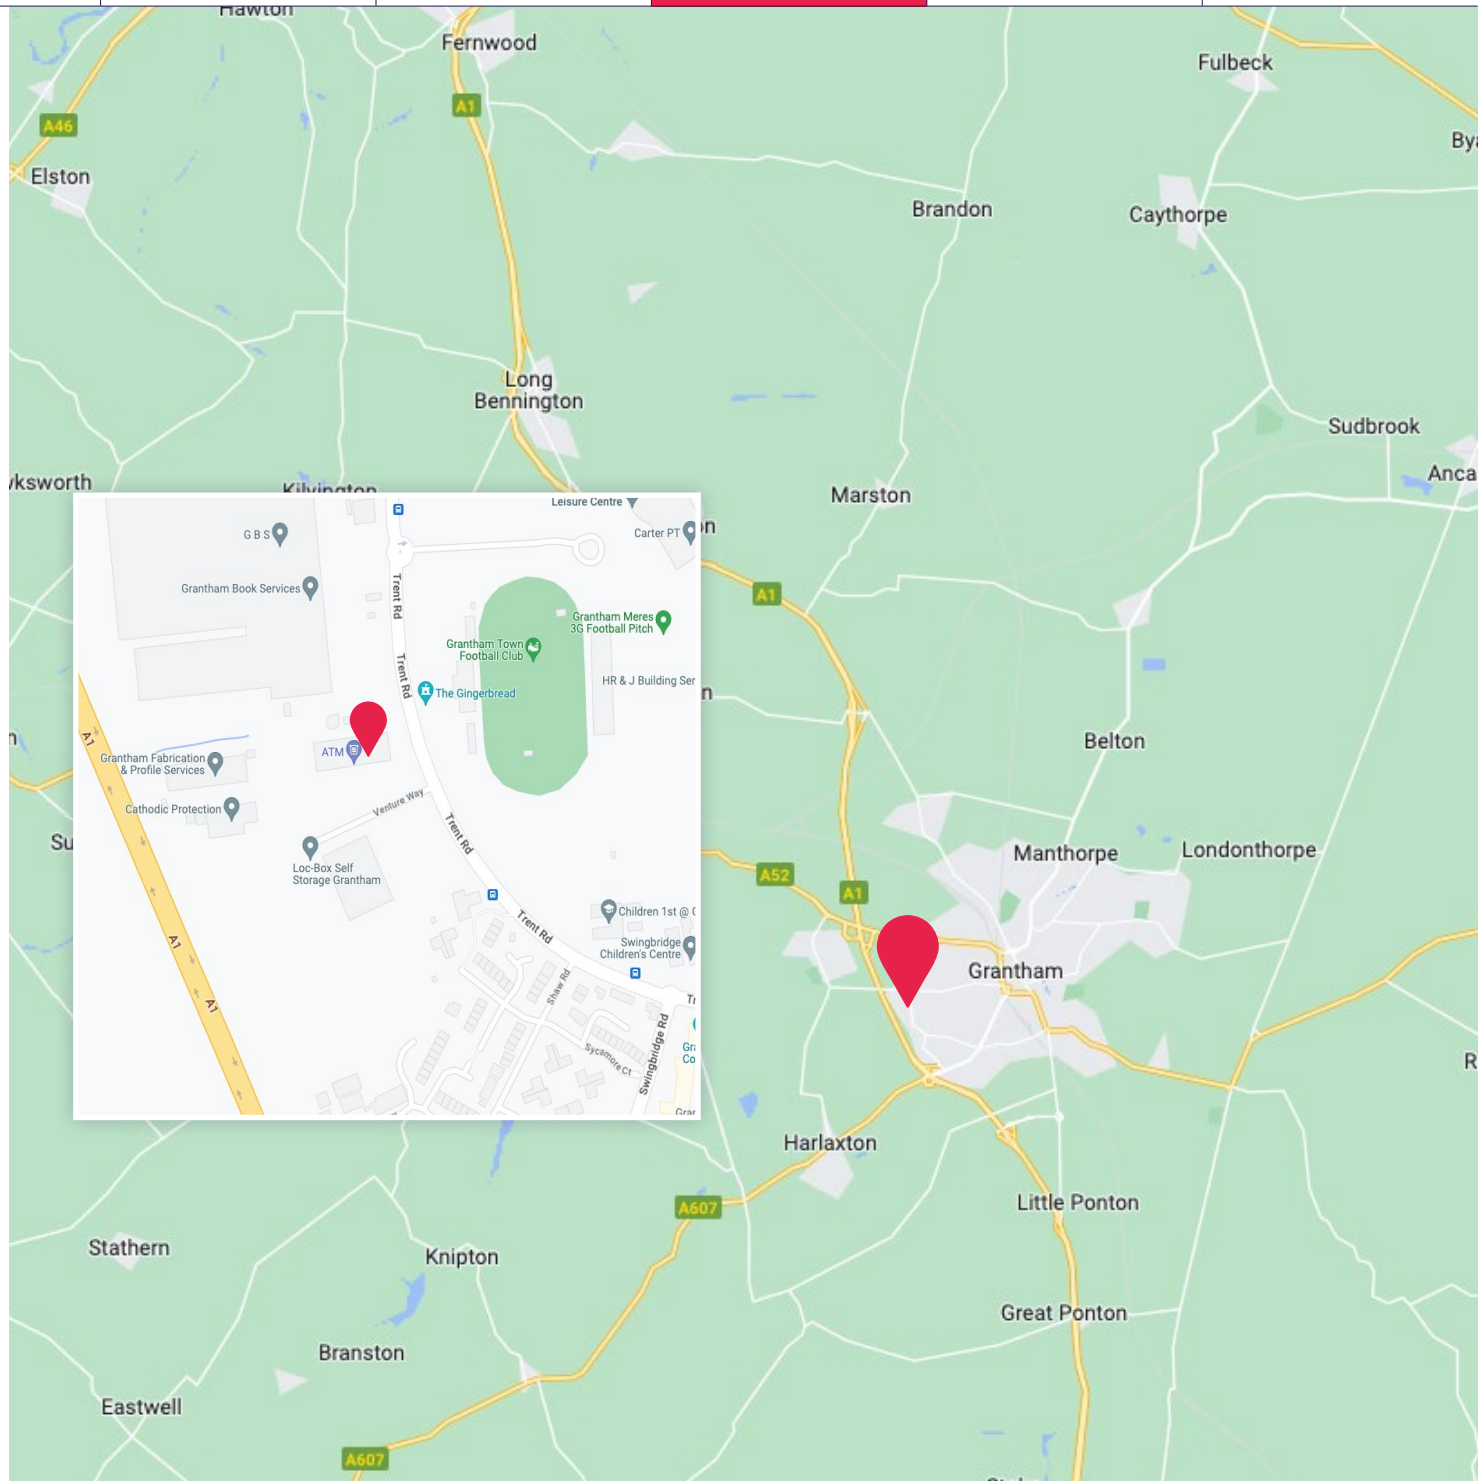 Hawton
Fernwood
Fulbeck
A1
A46
Elston
Brandon
Caythorpe
Long
Bennington
Sudbrook
Marston
Kilvington
A1
Belton
Manthorpe
Londonthorpe
A52
A1
Grantham
Harlaxton
A607
Little Ponton
Stathern
Knipton
Great Ponton
Branston
Eastwell
A607
Leisure Centre
G B S
Carter PT
Grantham Book Services
Trent Rd
Grantham Meres
3G Football Pitch
Grantham Town
Football Club
Trent Rd
HR & J Building Ser
The Gingerbread
A1
ATM
Grantham Fabrication
& Profile Services
Cathodic Protection
Venture Way
Trent Rd
Loc-Box Self
Storage Grantham
Children 1st @
Trent Rd
A1
Swingbridge
Children's Centre
Shaw Rd
A1
Swingbridge Rd
Sycamore Ct